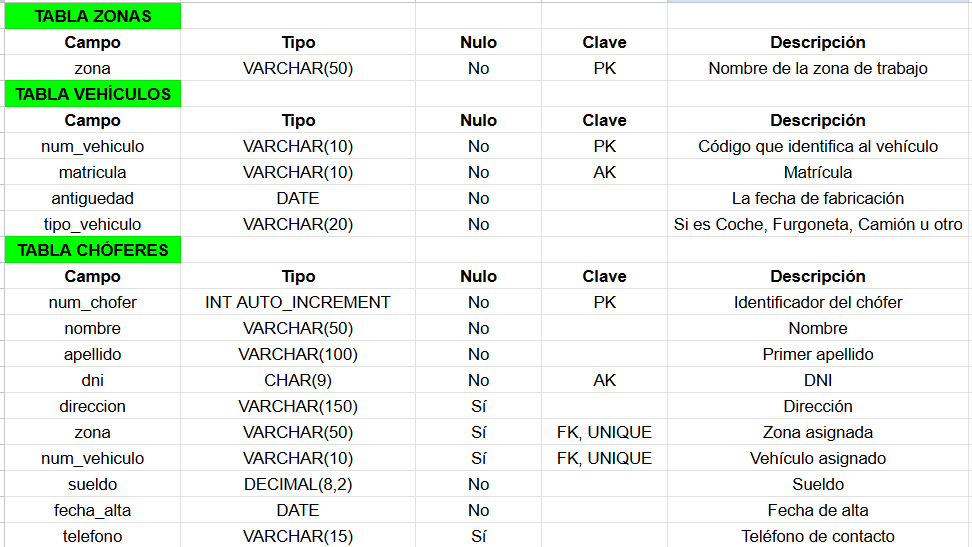 TABLA ZONAS
Campo Tipo Nulo Clave Descripción
zona VARCHAR(50) No PK Nombre de la zona de trabajo
TABLA VEHÍCULOS
Campo Tipo Nulo Clave Descripción
num_vehiculo VARCHAR(10) No PK Código que identifica al vehículo
matricula VARCHAR(10) No AK Matrícula
antiguedad DATE No La fecha de fabricación
tipo_vehiculo VARCHAR(20) No Si es Coche, Furgoneta, Camión u otro
TABLA CHÓFERES
Campo Tipo Nulo Clave Descripción
num_chofer INT AUTO_INCREMENT No PK Identificador del chófer
nombre VARCHAR(50) No Nombre
apellido VARCHAR(100) No Primer apellido
dni CHAR(9) No AK DNI
direccion VARCHAR(150) Sí Dirección
zona VARCHAR(50) Sí FK, UNIQUE Zona asignada
num_vehiculo VARCHAR(10) Sí FK, UNIQUE Vehículo asignado
sueldo DECIMAL(8,2) No Sueldo
fecha_alta DATE No Fecha de alta
telefono VARCHAR(15) Sí Teléfono de contacto